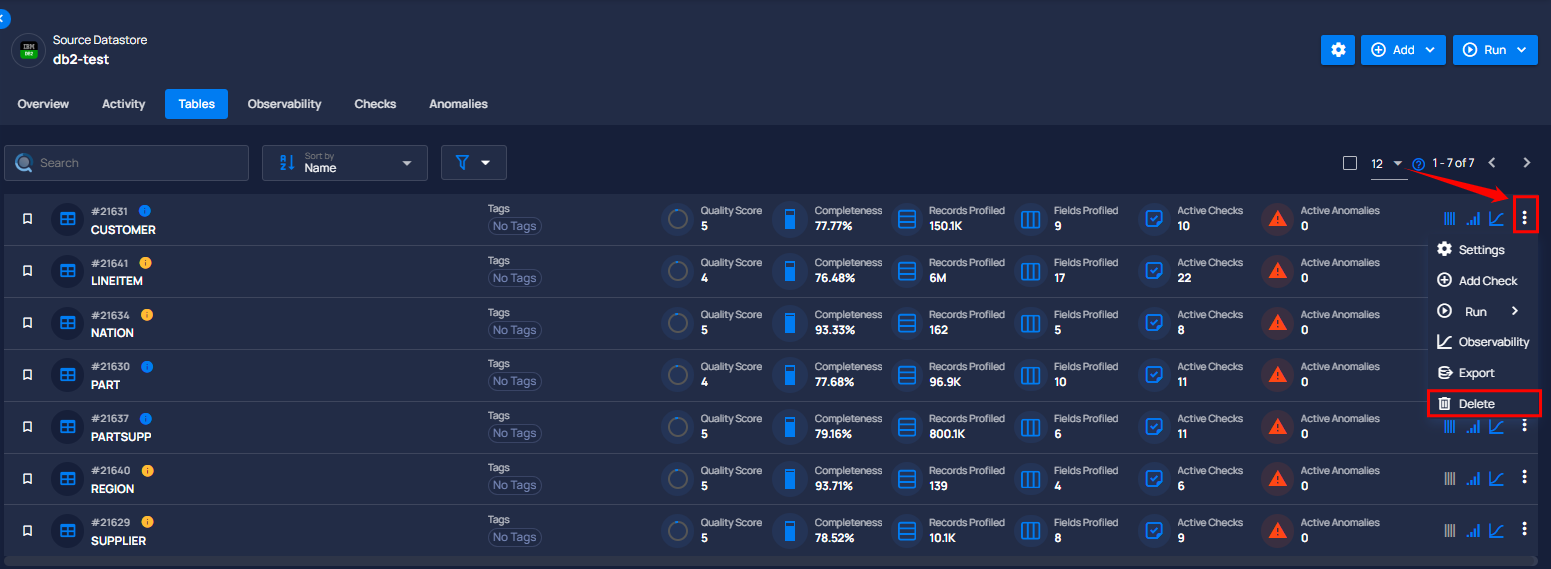 Source Datastore
IBM
DB2
db2-test
Add
Run
Overview Activity Tables Observability Checks Anomalies
Search
A
Z
Sort by
Name
12
1 - 7 of 7
#21631
CUSTOMER
Tags
No Tags
Quality Score
5
Completeness
77.77%
Records Profiled
150.1K
Fields Profiled
9
Active Checks
10
Active Anomalies
0
#21641
LINEITEM
Tags
No Tags
Quality Score
4
Completeness
76.48%
Records Profiled
6M
Fields Profiled
17
Active Checks
22
Active Anomalies
0
#21634
NATION
Tags
No Tags
Quality Score
5
Completeness
93.33%
Records Profiled
162
Fields Profiled
5
Active Checks
8
Active Anomalies
0
#21630
PART
Tags
No Tags
Quality Score
4
Completeness
77.68%
Records Profiled
96.9K
Fields Profiled
10
Active Checks
11
Active Anomalies
0
#21637
PARTSUPP
Tags
No Tags
Quality Score
5
Completeness
79.16%
Records Profiled
800.1K
Fields Profiled
6
Active Checks
11
Active Anomalies
0
#21640
REGION
Tags
No Tags
Quality Score
5
Completeness
93.71%
Records Profiled
139
Fields Profiled
4
Active Checks
6
Active Anomalies
0
#21629
SUPPLIER
Tags
No Tags
Quality Score
5
Completeness
78.52%
Records Profiled
10.1K
Fields Profiled
8
Active Checks
9
Active Anomalies
0
Settings
Add Check
Run
Observability
Export
Delete